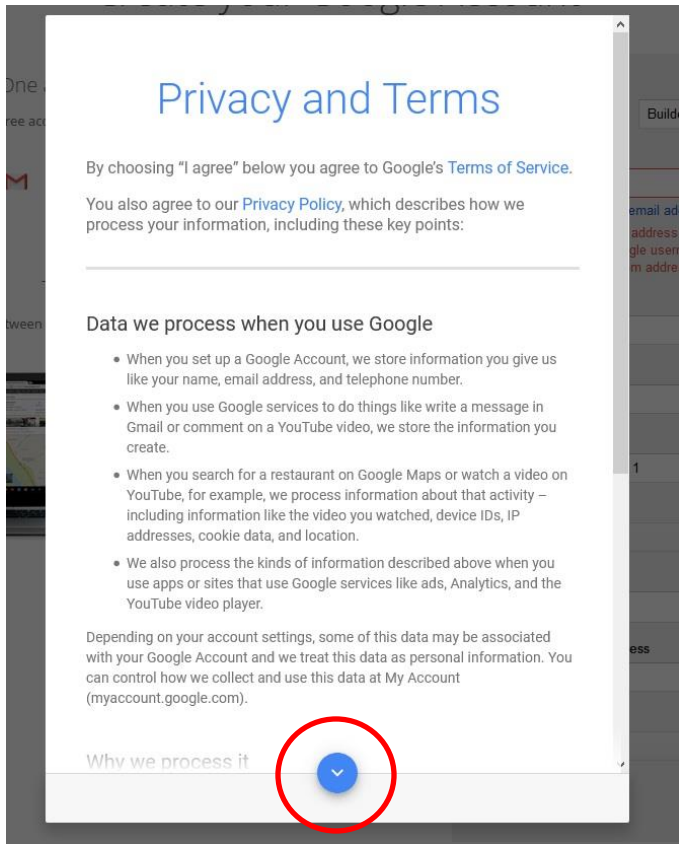 Privacy and Terms
By choosing “I agree” below you agree to Google’s Terms of Service.
You also agree to our Privacy Policy, which describes how we
process your information, including these key points:
Data we process when you use Google
• When you set up a Google Account, we store information you give us
like your name, email address, and telephone number.
• When you use Google services to do things like write a message in
Gmail or comment on a YouTube video, we store the information you
create.
• When you search for a restaurant on Google Maps or watch a video on
YouTube, for example, we process information about that activity –
including information like the video you watched, device IDs, IP
addresses, cookie data, and location.
• We also process the kinds of information described above when you
use apps or sites that use Google services like ads, Analytics, and the
YouTube video player.
Depending on your account settings, some of this data may be associated
with your Google Account and we treat this data as personal information. You
can control how we collect and use this data at My Account
(myaccount.google.com).
Why we process it
One
email
address
1